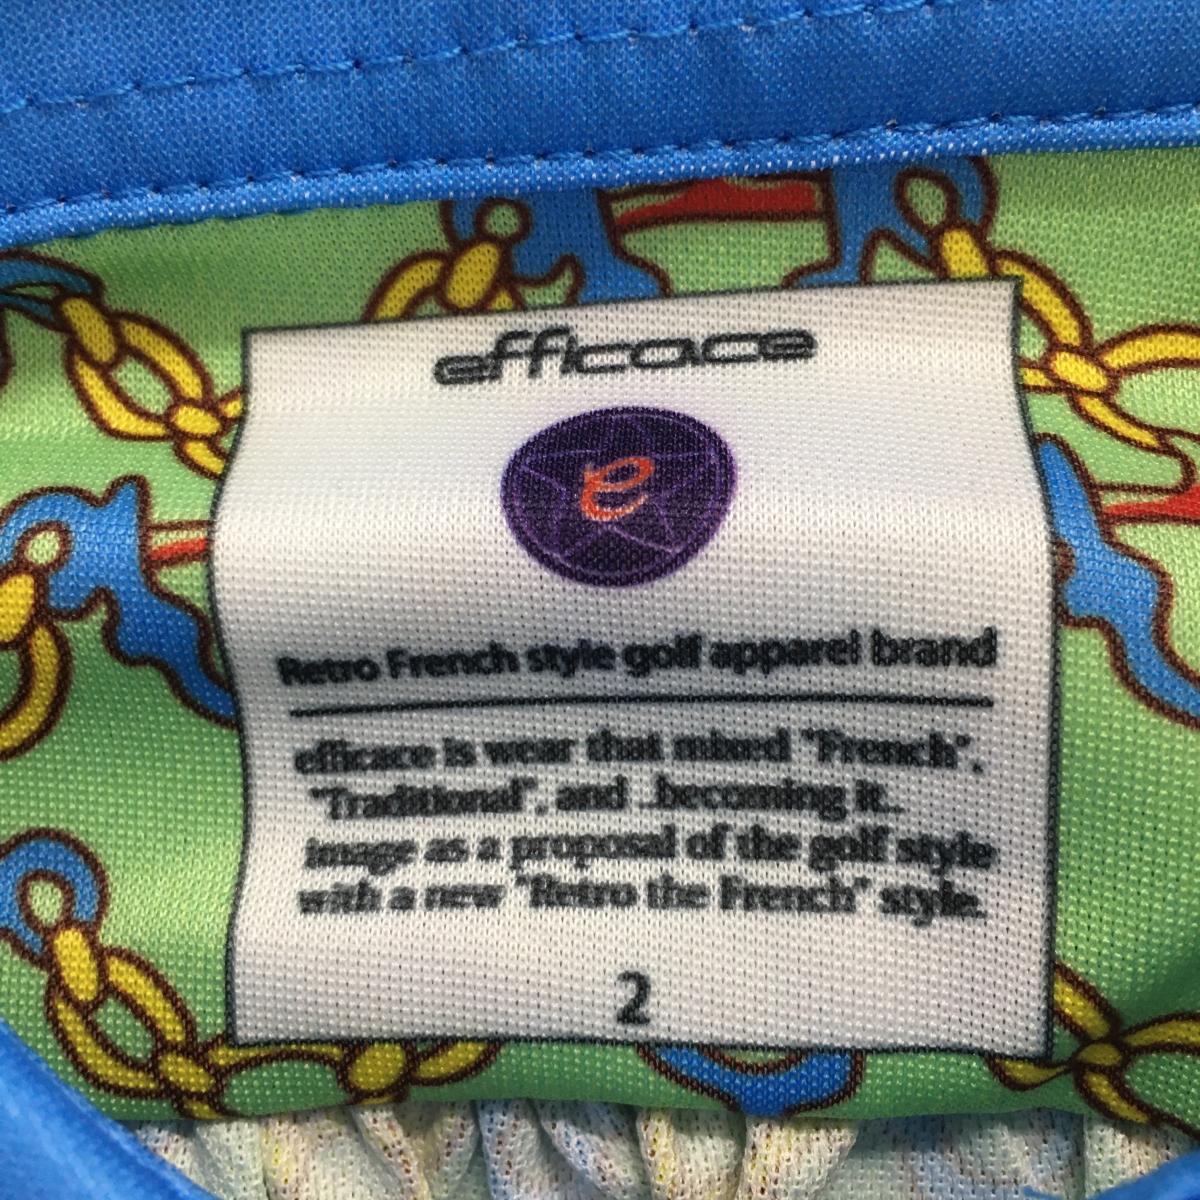 efficace
e
Retro French style golf apparel brand
efficace is wear that mixed "French",
"Traditional", and ..becoming it..
Image as a proposal of the golf style
with a new "Retro the French" style.
2